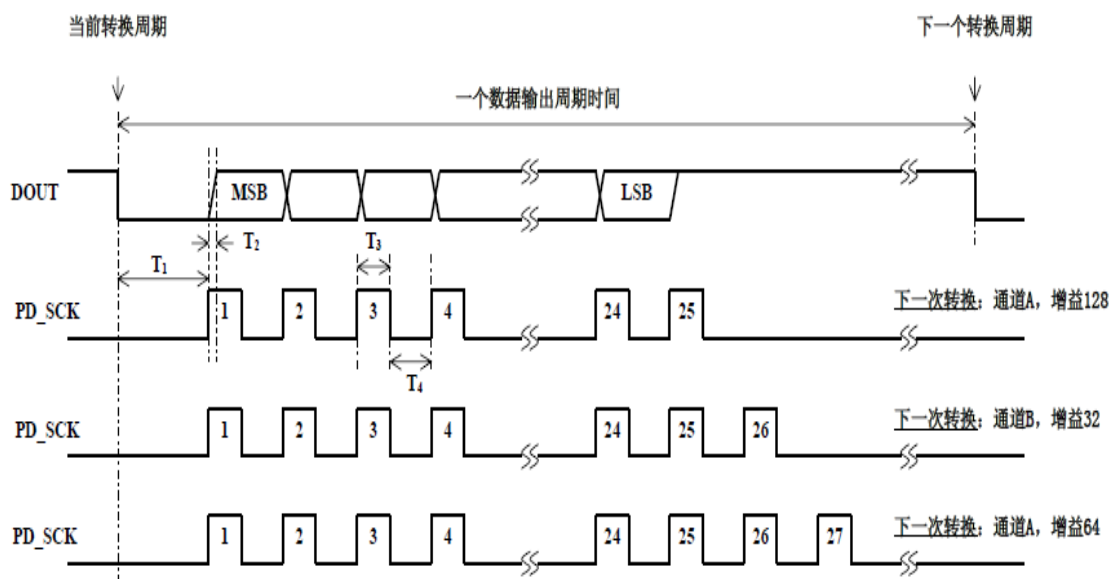 当前转换周期
下一个转换周期
一个数据输出周期时间
DOUT
MSB
LSB
T2
T3
T1
PD_SCK
1
2
3
4
24
25
下一次转换：通道A，增益128
T4
PD_SCK
1
2
3
4
24
25
26
下一次转换：通道B，增益32
PD_SCK
1
2
3
4
24
25
26
27
下一次转换：通道A，增益64